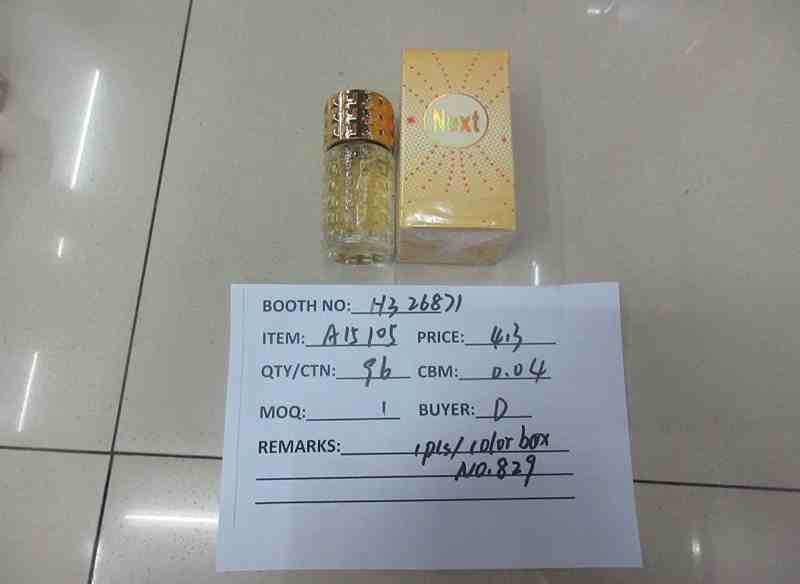 Next
BOOTH NO: H3 26871
ITEM: A15105 PRICE: 4.3
QTY/CTN: 96 CBM: 0.04
MOQ: 1 BUYER: D
REMARKS: 1pcs/color box
NO.829